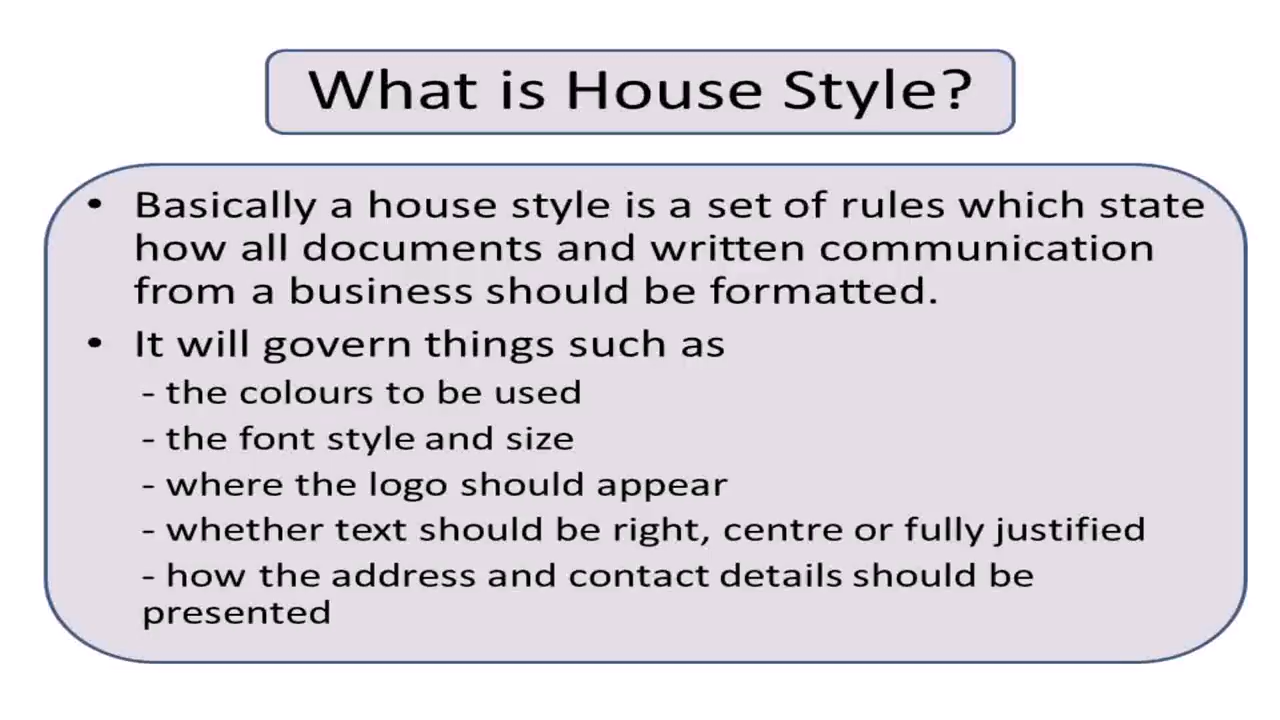 What is House Style?
• Basically a house style is a set of rules which state
how all documents and written communication
from a business should be formatted.
• It will govern things such as
- the colours to be used
- the font style and size
- where the logo should appear
- whether text should be right, centre or fully justified
- how the address and contact details should be
presented